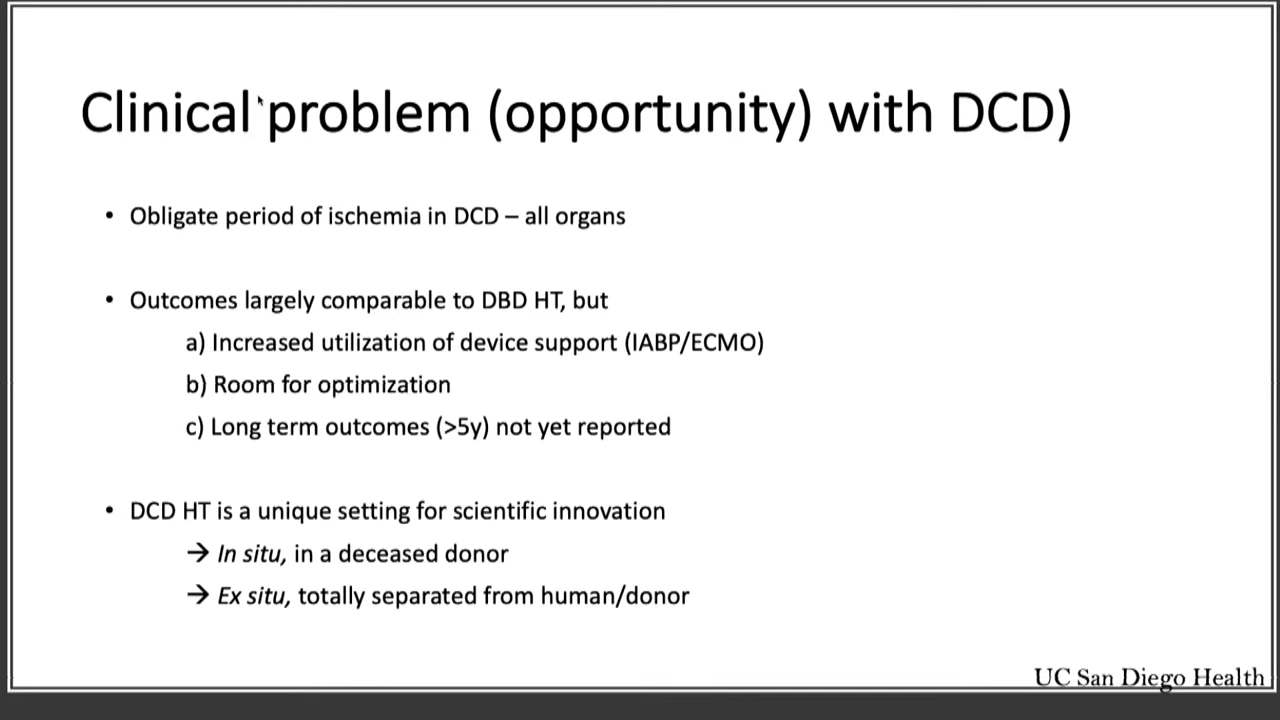 Clinical problem (opportunity) with DCD)
• Obligate period of ischemia in DCD – all organs
• Outcomes largely comparable to DBD HT, but
a) Increased utilization of device support (IABP/ECMO)
b) Room for optimization
c) Long term outcomes (>5y) not yet reported
• DCD HT is a unique setting for scientific innovation
→ In situ, in a deceased donor
→ Ex situ, totally separated from human/donor
UC San Diego Health